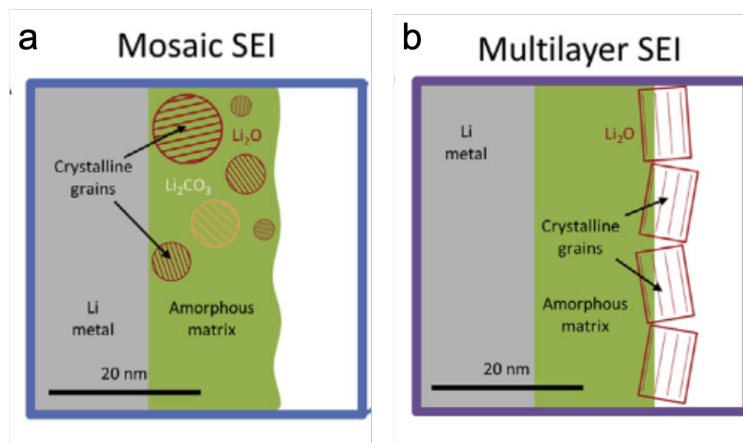 a
Mosaic SEI
Li₂O
Crystalline
grains
Li₂CO₃
Li
metal
Amorphous
matrix
20 nm
b
Multilayer SEI
Li
metal
Li₂O
Crystalline
grains
Amorphous
matrix
20 nm